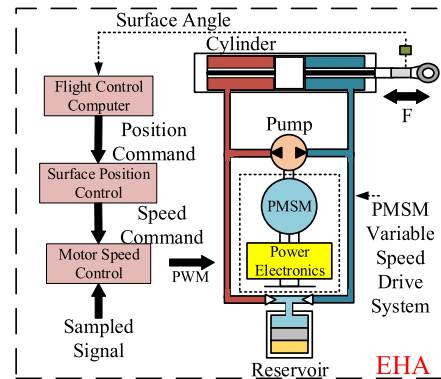 Surface Angle
Cylinder
Flight Control
Computer
F
Position
Command
Pump
Surface Position
Control
PMSM
Speed
Command
PMSM
Variable
Speed
Drive
System
Motor Speed
Control
PWM
Power
Electronics
Sampled
Signal
Reservoir
EHA